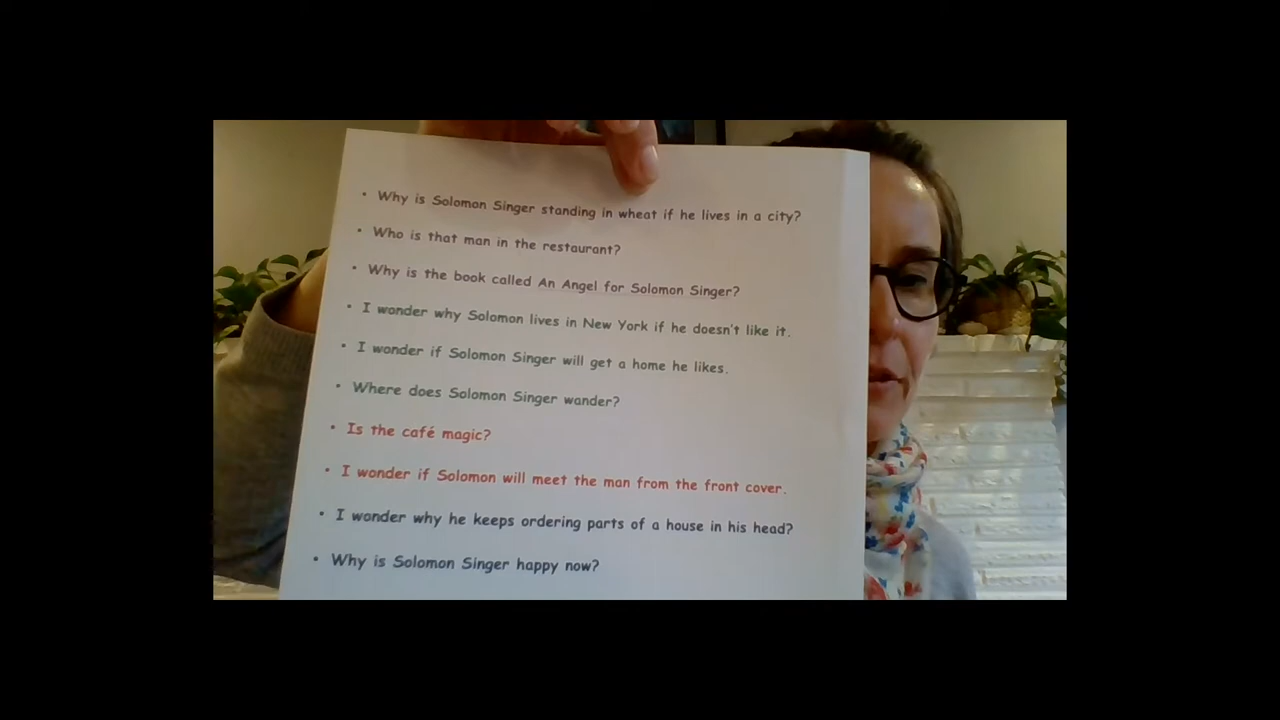 • Why is Solomon Singer standing in wheat if he lives in a city?
• Who is that man in the restaurant?
• Why is the book called An Angel for Solomon Singer?
• I wonder why Solomon lives in New York if he doesn't like it.
• I wonder if Solomon Singer will get a home he likes.
• Where does Solomon Singer wander?
• Is the café magic?
• I wonder if Solomon will meet the man from the front cover.
• I wonder why he keeps ordering parts of a house in his head?
• Why is Solomon Singer happy now?